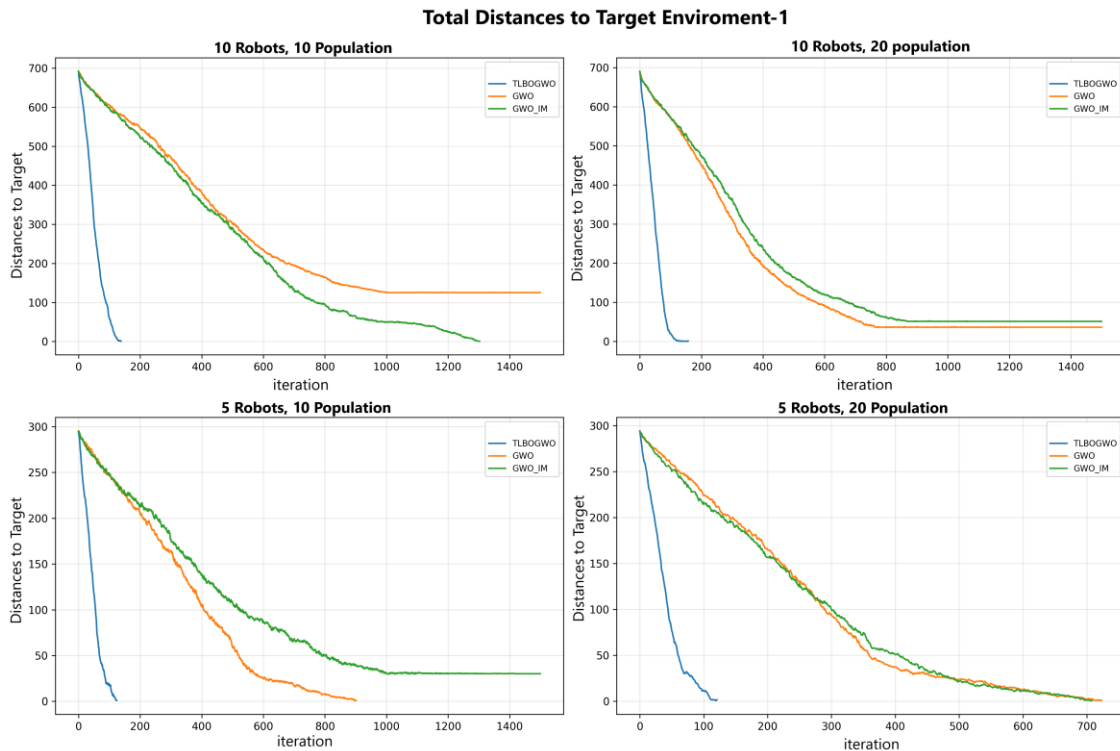 Total Distances to Target Enviroment-1
10 Robots, 10 Population
700
600
500
400
300
200
100
0
Distances to Target
TLBOGWO
GWO
GWO_IM
0 200 400 600 800 1000 1200 1400
iteration
10 Robots, 20 population
700
600
500
400
300
200
100
0
Distances to Target
TLBOGWO
GWO
GWO_IM
0 200 400 600 800 1000 1200 1400
iteration
5 Robots, 10 Population
300
250
200
150
100
50
0
Distances to Target
TLBOGWO
GWO
GWO_IM
0 200 400 600 800 1000 1200 1400
iteration
5 Robots, 20 Population
300
250
200
150
100
50
0
Distances to Target
TLBOGWO
GWO
GWO_IM
0 100 200 300 400 500 600 700
iteration